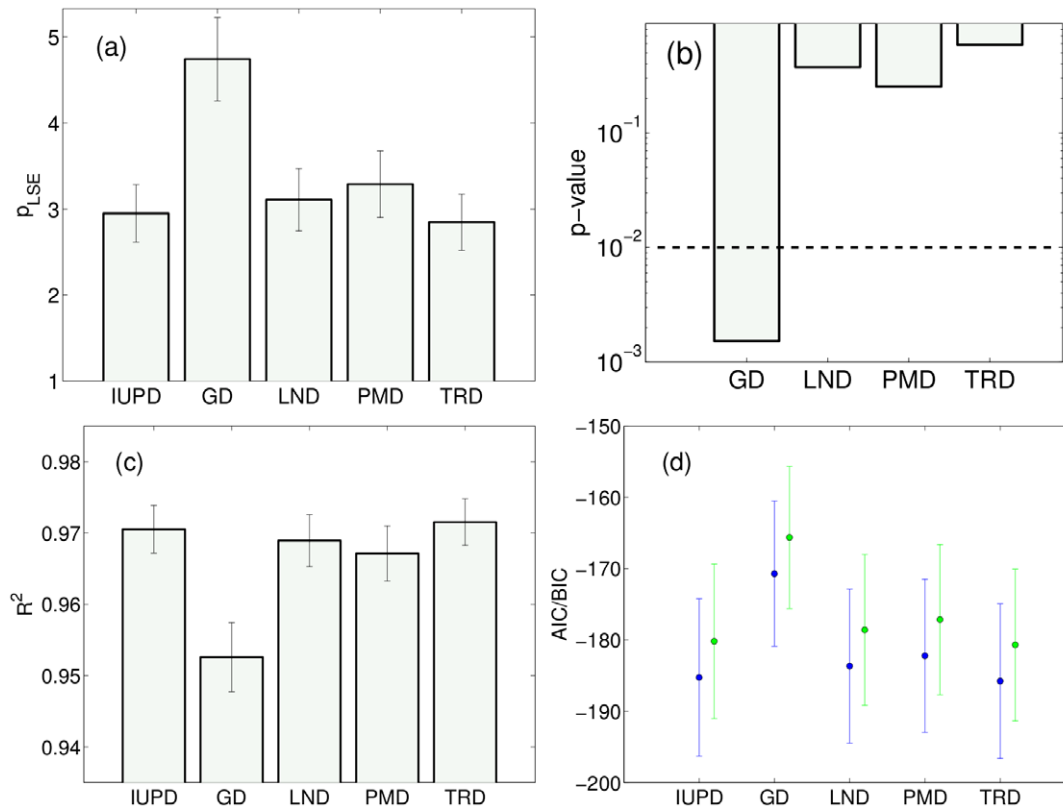 (a)
p_LSE
5
4
3
2
1
IUPD GD LND PMD TRD
(b)
p-value
10^-1
10^-2
10^-3
GD LND PMD TRD
(c)
R^2
0.98
0.97
0.96
0.95
0.94
IUPD GD LND PMD TRD
(d)
AIC/BIC
-150
-160
-170
-180
-190
-200
IUPD GD LND PMD TRD